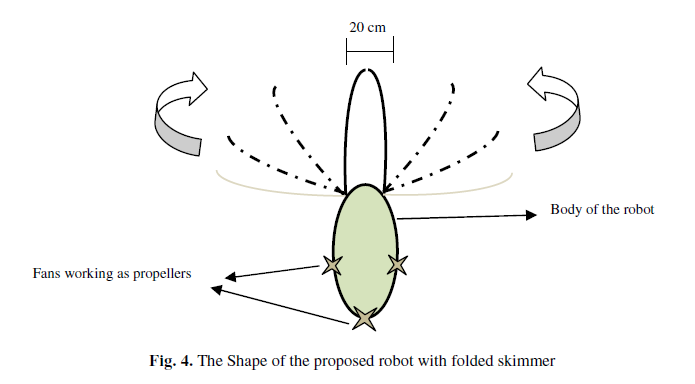 20 cm
Body of the robot
Fans working as propellers
Fig. 4. The Shape of the proposed robot with folded skimmer